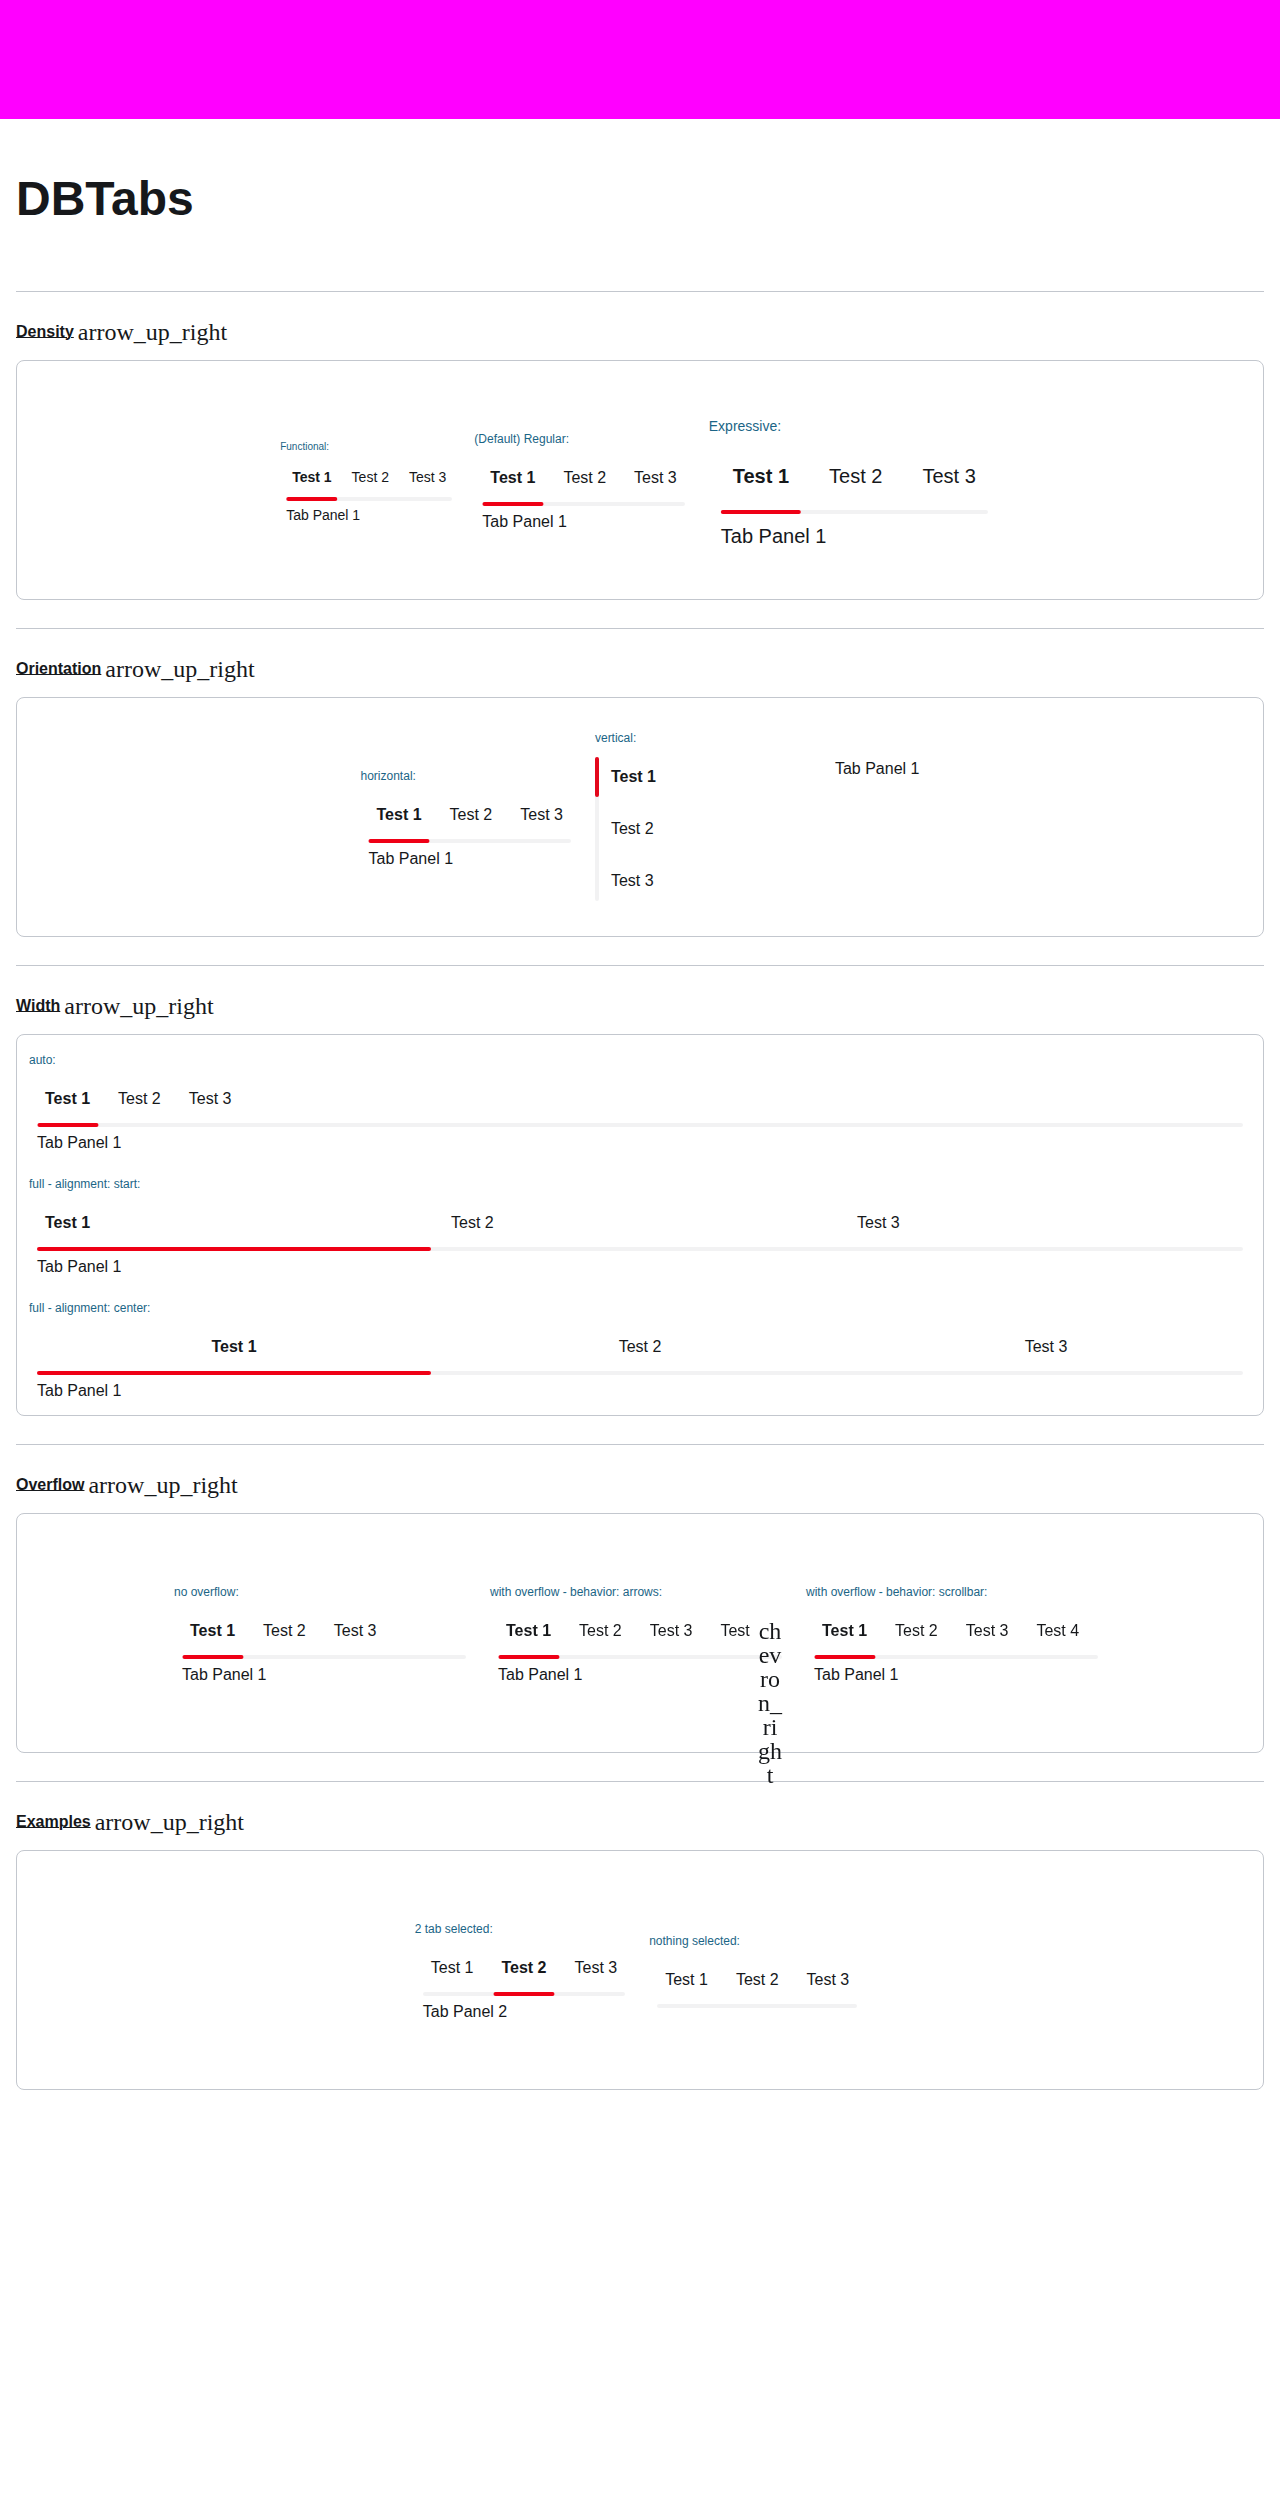 DBTabs
Density arrow_up_right
Functional:
Test 1 Test 2 Test 3
Tab Panel 1
(Default) Regular:
Test 1 Test 2 Test 3
Tab Panel 1
Expressive:
Test 1 Test 2 Test 3
Tab Panel 1
Orientation arrow_up_right
horizontal:
Test 1 Test 2 Test 3
Tab Panel 1
vertical:
Test 1
Test 2
Test 3
Tab Panel 1
Width arrow_up_right
auto:
Test 1 Test 2 Test 3
Tab Panel 1
full - alignment: start:
Test 1 Test 2 Test 3
Tab Panel 1
full - alignment: center:
Test 1 Test 2 Test 3
Tab Panel 1
Overflow arrow_up_right
no overflow:
Test 1 Test 2 Test 3
Tab Panel 1
with overflow - behavior: arrows:
Test 1 Test 2 Test 3 Test
Tab Panel 1
ch
ev
ro
n_
ri
gh
t
with overflow - behavior: scrollbar:
Test 1 Test 2 Test 3 Test 4
Tab Panel 1
Examples arrow_up_right
2 tab selected:
Test 1 Test 2 Test 3
Tab Panel 2
nothing selected:
Test 1 Test 2 Test 3